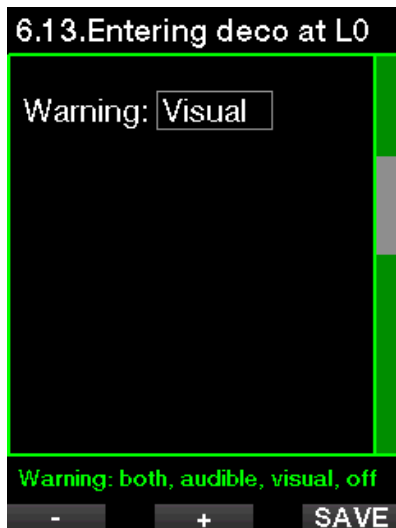 6.13.Entering deco at L0
Warning: Visual
Warning: both, audible, visual, off
- + SAVE